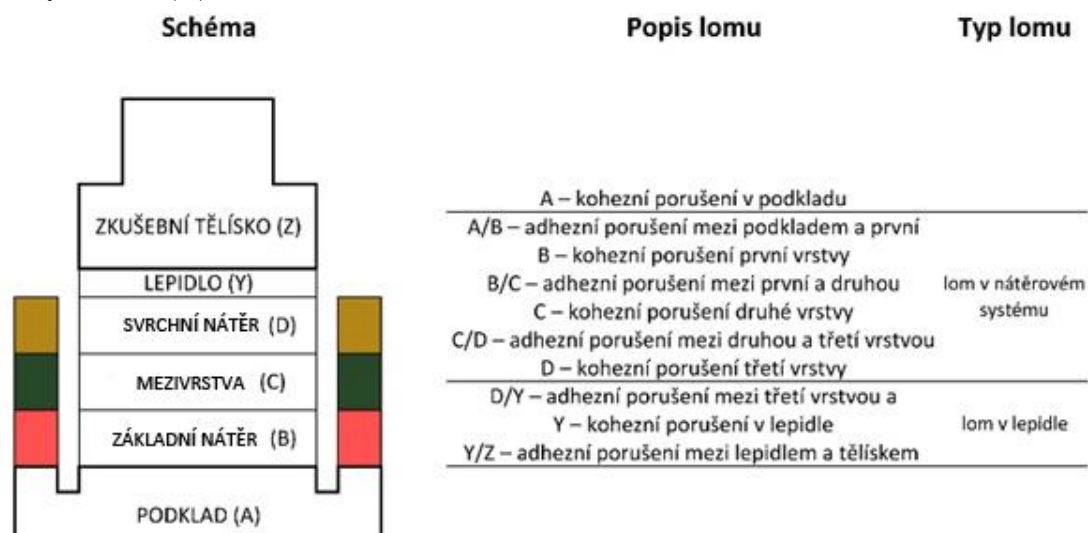 Schéma
Popis lomu
Typ lomu
ZKUŠEBNÍ TĚLÍSKO (Z)
LEPIDLO (Y)
SVRCHNÍ NÁTĚR (D)
MEZIVRSTVA (C)
ZÁKLADNÍ NÁTĚR (B)
PODKLAD (A)
A – kohezní porušení v podkladu
A/B – adhezní porušení mezi podkladem a první
B – kohezní porušení první vrstvy
B/C – adhezní porušení mezi první a druhou
C – kohezní porušení druhé vrstvy
C/D – adhezní porušení mezi druhou a třetí vrstvou
D – kohezní porušení třetí vrstvy
D/Y – adhezní porušení mezi třetí vrstvou a
Y – kohezní porušení v lepidle
Y/Z – adhezní porušení mezi lepidlem a tělískem
lom v nátěrovém
systému
lom v lepidle